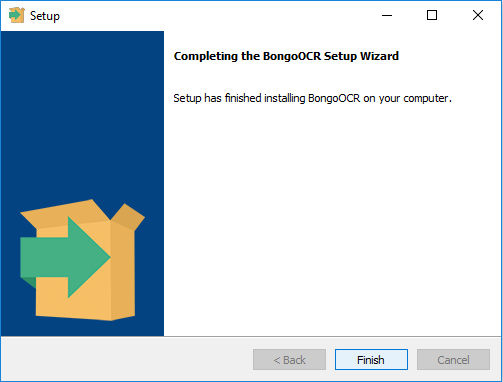 Setup
Completing the BongoOCR Setup Wizard
Setup has finished installing BongoOCR on your computer.
< Back
Finish
Cancel